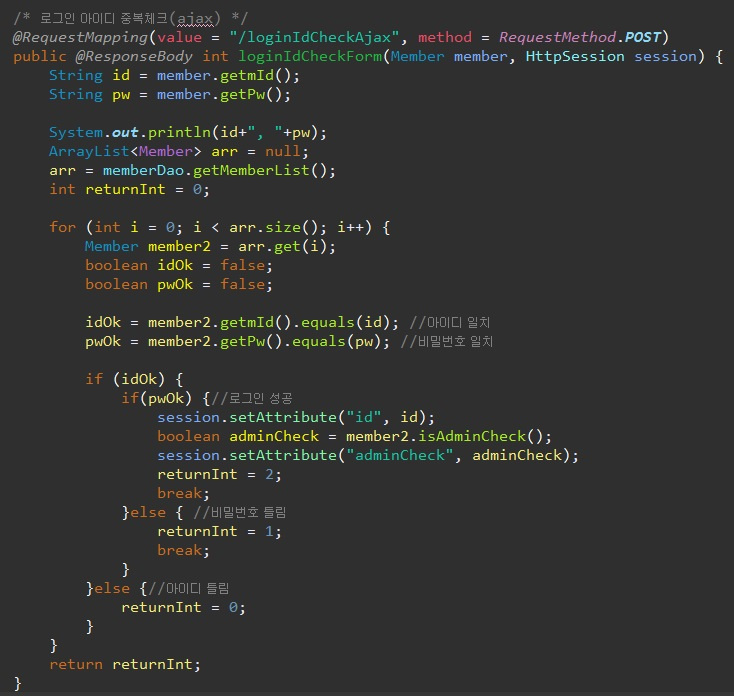 /* 로그인 아이디 중복체크(ajax) */
@RequestMapping(value = "/loginIdCheckAjax", method = RequestMethod.POST)
public @ResponseBody int loginIdCheckForm(Member member, HttpSession session) {
    String id = member.getmId();
    String pw = member.getPw();

    System.out.println(id+", "+pw);
    ArrayList<Member> arr = null;
    arr = memberDao.getMemberList();
    int returnInt = 0;

    for (int i = 0; i < arr.size(); i++) {
        Member member2 = arr.get(i);
        boolean idOk = false;
        boolean pwOk = false;

        idOk = member2.getmId().equals(id); //아이디 일치
        pwOk = member2.getPw().equals(pw); //비밀번호 일치

        if (idOk) {
            if(pwOk) {//로그인 성공
                session.setAttribute("id", id);
                boolean adminCheck = member2.isAdminCheck();
                session.setAttribute("adminCheck", adminCheck);
                returnInt = 2;
                break;
            }else { //비밀번호 틀림
                returnInt = 1;
                break;
            }
        }else {//아이디 틀림
            returnInt = 0;
        }
    }
    return returnInt;
}